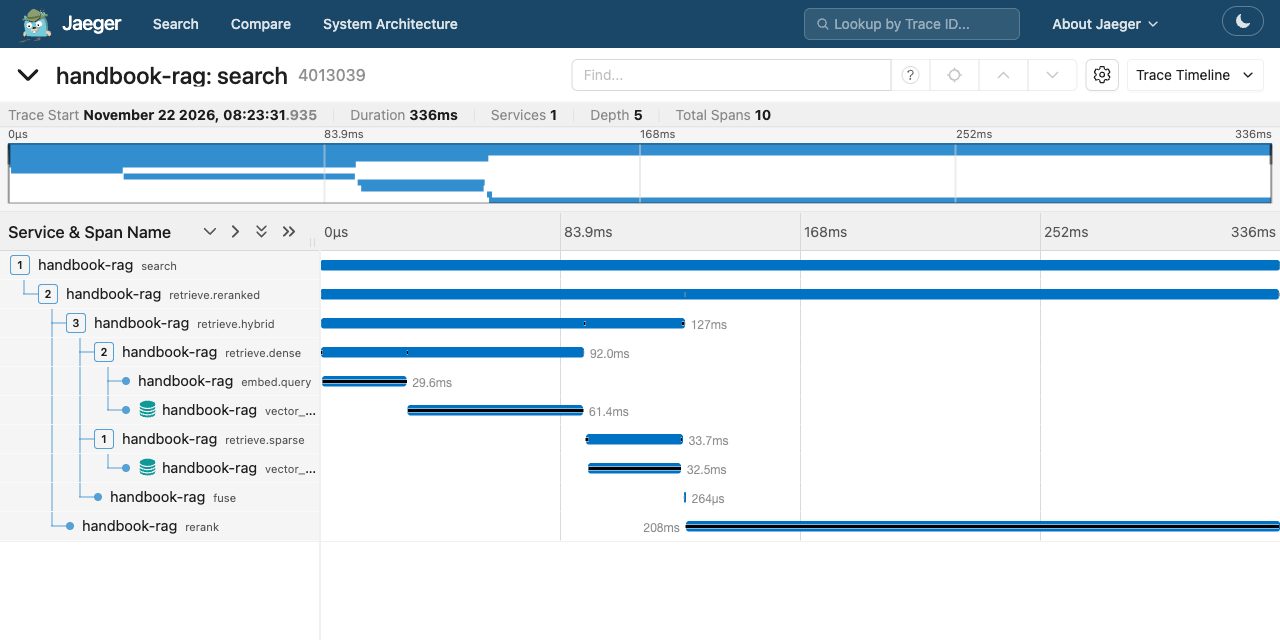 Jaeger Search Compare System Architecture Lookup by Trace ID... About Jaeger
handbook-rag: search 4013039 Find... ? Trace Timeline
Trace Start November 22 2026, 08:23:31.935 Duration 336ms Services 1 Depth 5 Total Spans 10
0μs 83.9ms 168ms 252ms 336ms
Service & Span Name 0μs 83.9ms 168ms 252ms 336ms
1 handbook-rag search
2 handbook-rag retrieve.reranked
3 handbook-rag retrieve.hybrid 127ms
2 handbook-rag retrieve.dense 92.0ms
handbook-rag embed.query 29.6ms
handbook-rag vector_... 61.4ms
1 handbook-rag retrieve.sparse 33.7ms
handbook-rag vector_... 32.5ms
handbook-rag fuse 264μs
handbook-rag rerank 208ms